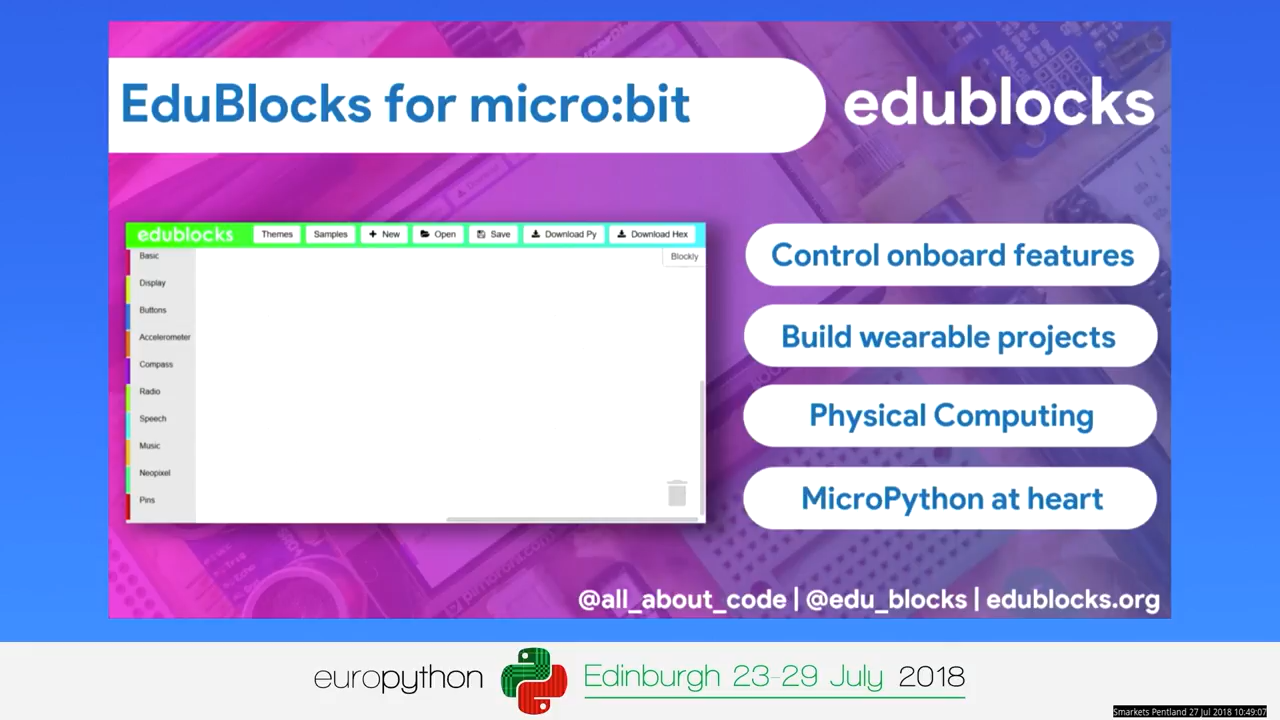 EduBlocks for micro:bit
edublocks
edublocks
Themes
Samples
New
Open
Save
Download Py
Download Hex
Blockly
Basic
Display
Buttons
Accelerometer
Compass
Radio
Speech
Music
Neopixel
Pins
Control onboard features
Build wearable projects
Physical Computing
MicroPython at heart
@all_about_code | @edu_blocks | edublocks.org
europython
Edinburgh 23-29 July 2018
Smarkets Pentland 27 Jul 2018 10:49:07